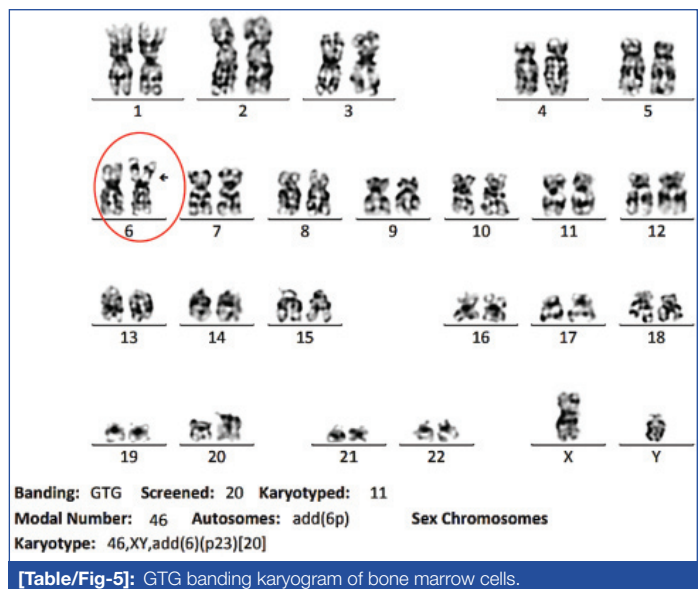 1 2 3 4 5
6 7 8 9 10 11 12
13 14 15 16 17 18
19 20 21 22 X Y
Banding: GTG Screened: 20 Karyotyped: 11
Modal Number: 46 Autosomes: add(6p) Sex Chromosomes
Karyotype: 46,XY,add(6)(p23)[20]
[Table/Fig-5]: GTG banding karyogram of bone marrow cells.